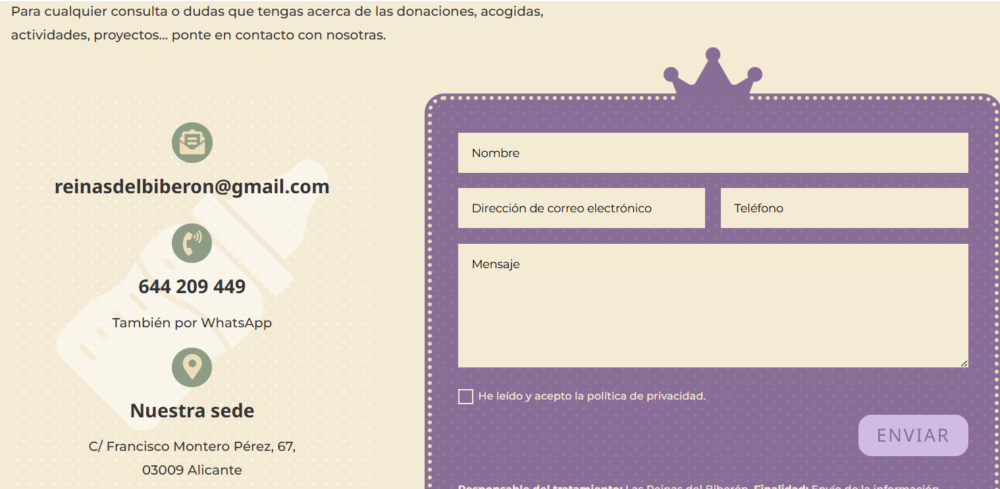 Para cualquier consulta o dudas que tengas acerca de las donaciones, acogidas,
actividades, proyectos... ponte en contacto con nosotras.
reinasdelbiberon@gmail.com
644 209 449
También por WhatsApp
Nuestra sede
C/ Francisco Montero Pérez, 67,
03009 Alicante
Nombre
Dirección de correo electrónico
Teléfono
Mensaje
He leído y acepto la política de privacidad.
ENVIAR
Responsable del tratamiento: Las Reinas del Biberón. Finalidad: Envío de la información